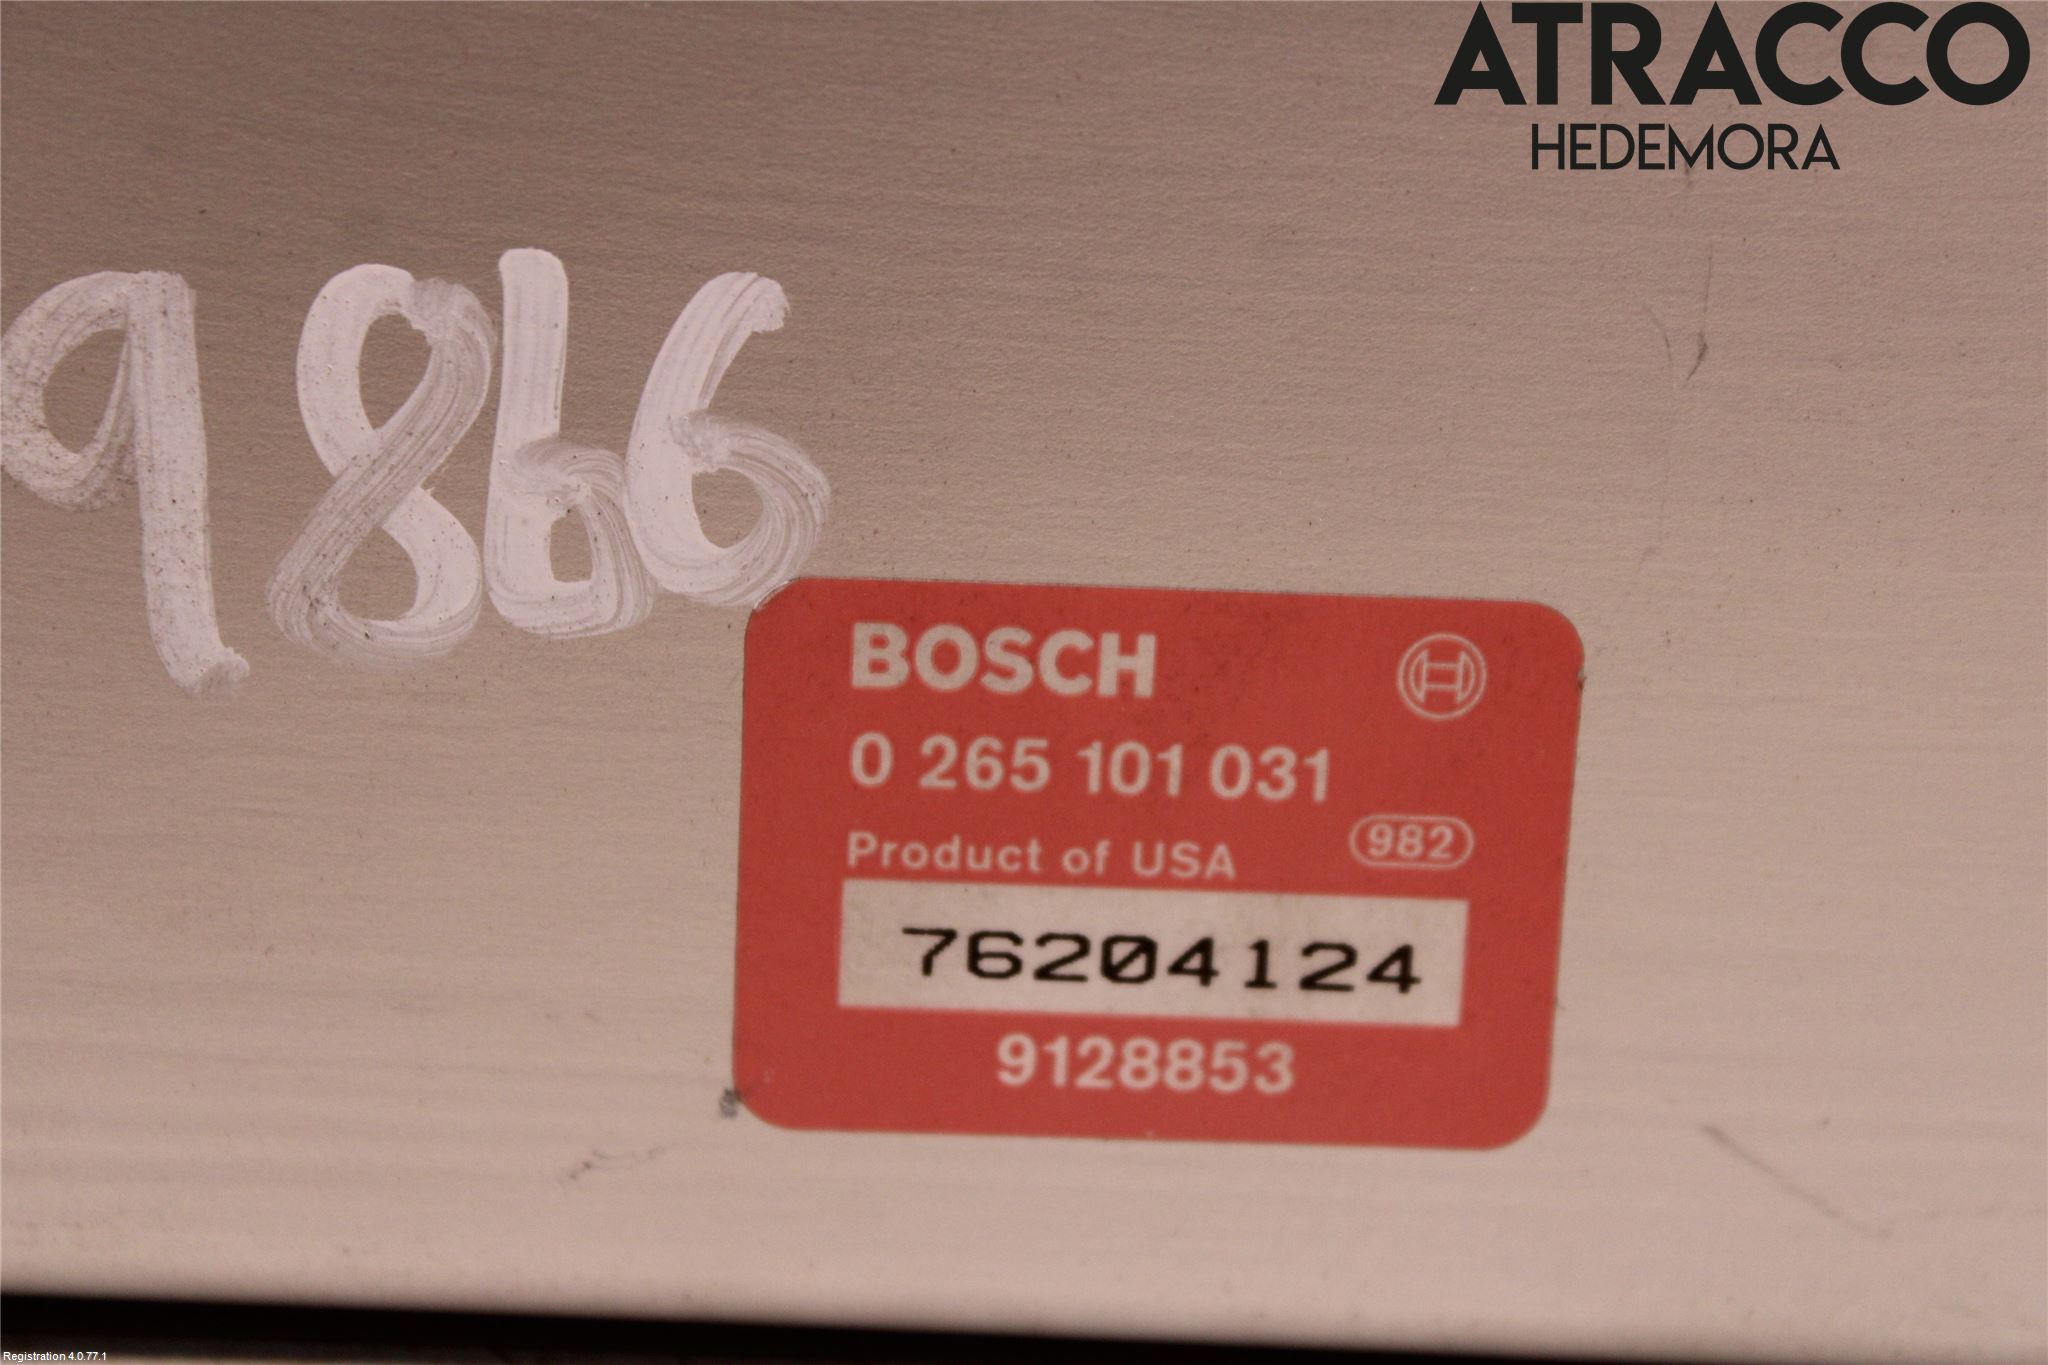 ATRACCO
HEDEMORA
9866
BOSCH
0 265 101 031
Product of USA 982
76204124
9128853
Registration 4.0.77.1